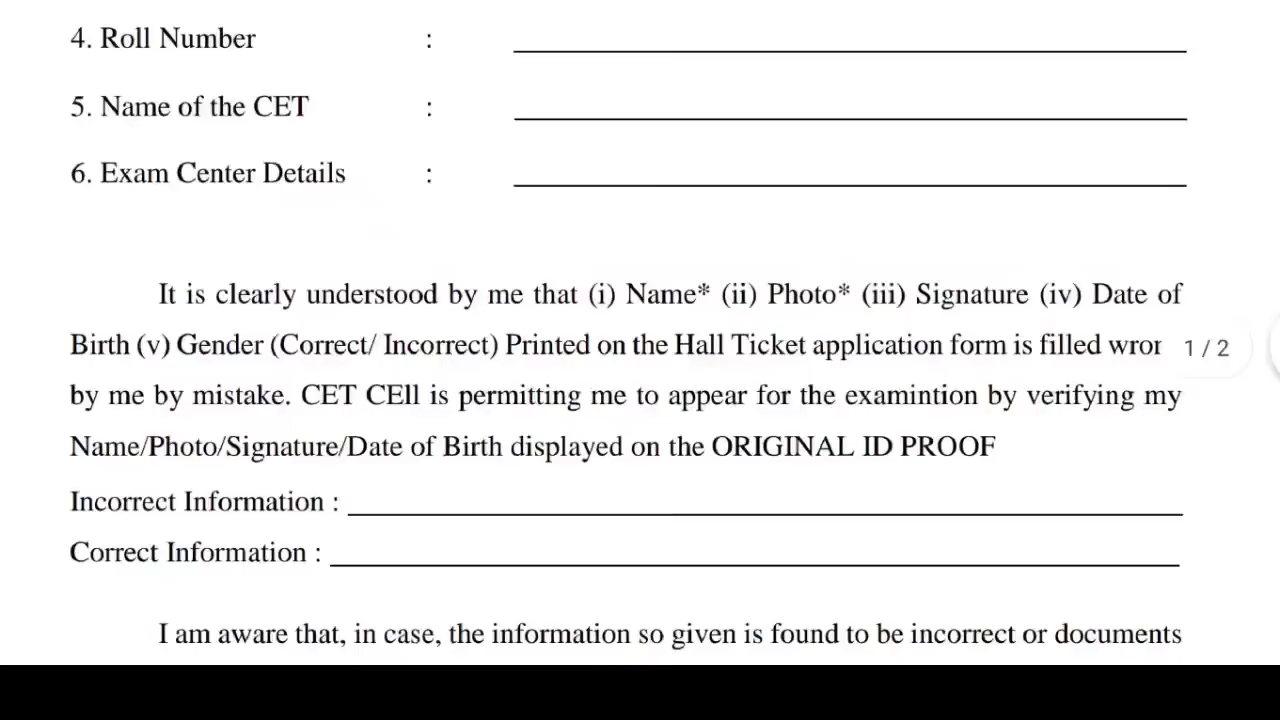 4. Roll Number :
5. Name of the CET :
6. Exam Center Details :
It is clearly understood by me that (i) Name* (ii) Photo* (iii) Signature (iv) Date of
Birth (v) Gender (Correct/ Incorrect) Printed on the Hall Ticket application form is filled wron
1 / 2
by me by mistake. CET CEll is permitting me to appear for the examintion by verifying my
Name/Photo/Signature/Date of Birth displayed on the ORIGINAL ID PROOF
Incorrect Information :
Correct Information :
I am aware that, in case, the information so given is found to be incorrect or documents